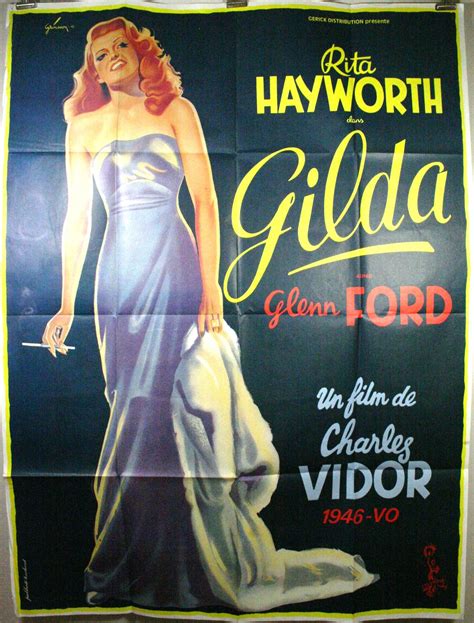 GERICK DISTRIBUTION présente
Rita
HAYWORTH
dans
Gilda
avec
Glenn FORD
Un film de
Charles
VIDOR
1946-VO